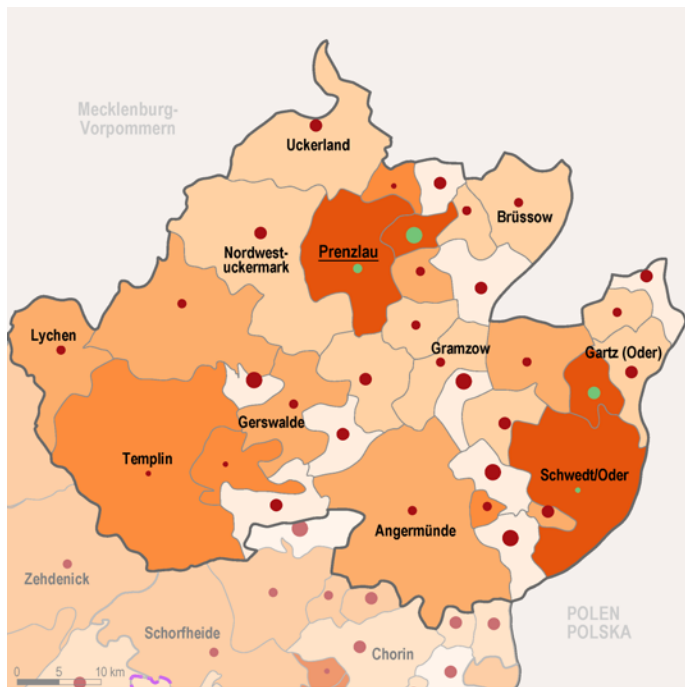 Mecklenburg-
Vorpommern
Uckerland
Brüssow
Prenzlau
Nordwest-
uckermark
Lychen
Gramzow
Gartz (Oder)
Gerswalde
Templin
Schwedt/Oder
Angermünde
Zehdenick
POLEN
POLSKA
Schorfheide
Chorin
0 5 10 km